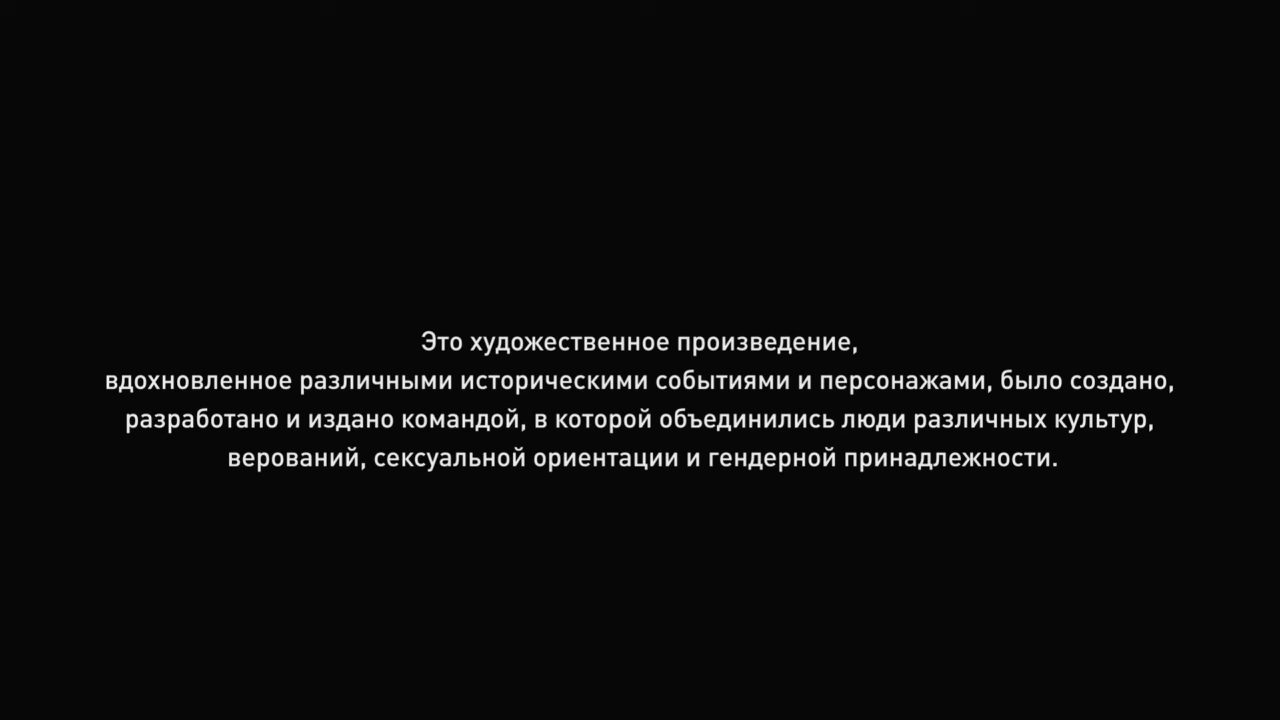 Это художественное произведение,
вдохновленное различными историческими событиями и персонажами, было создано,
разработано и издано командой, в которой объединились люди различных культур,
верований, сексуальной ориентации и гендерной принадлежности.